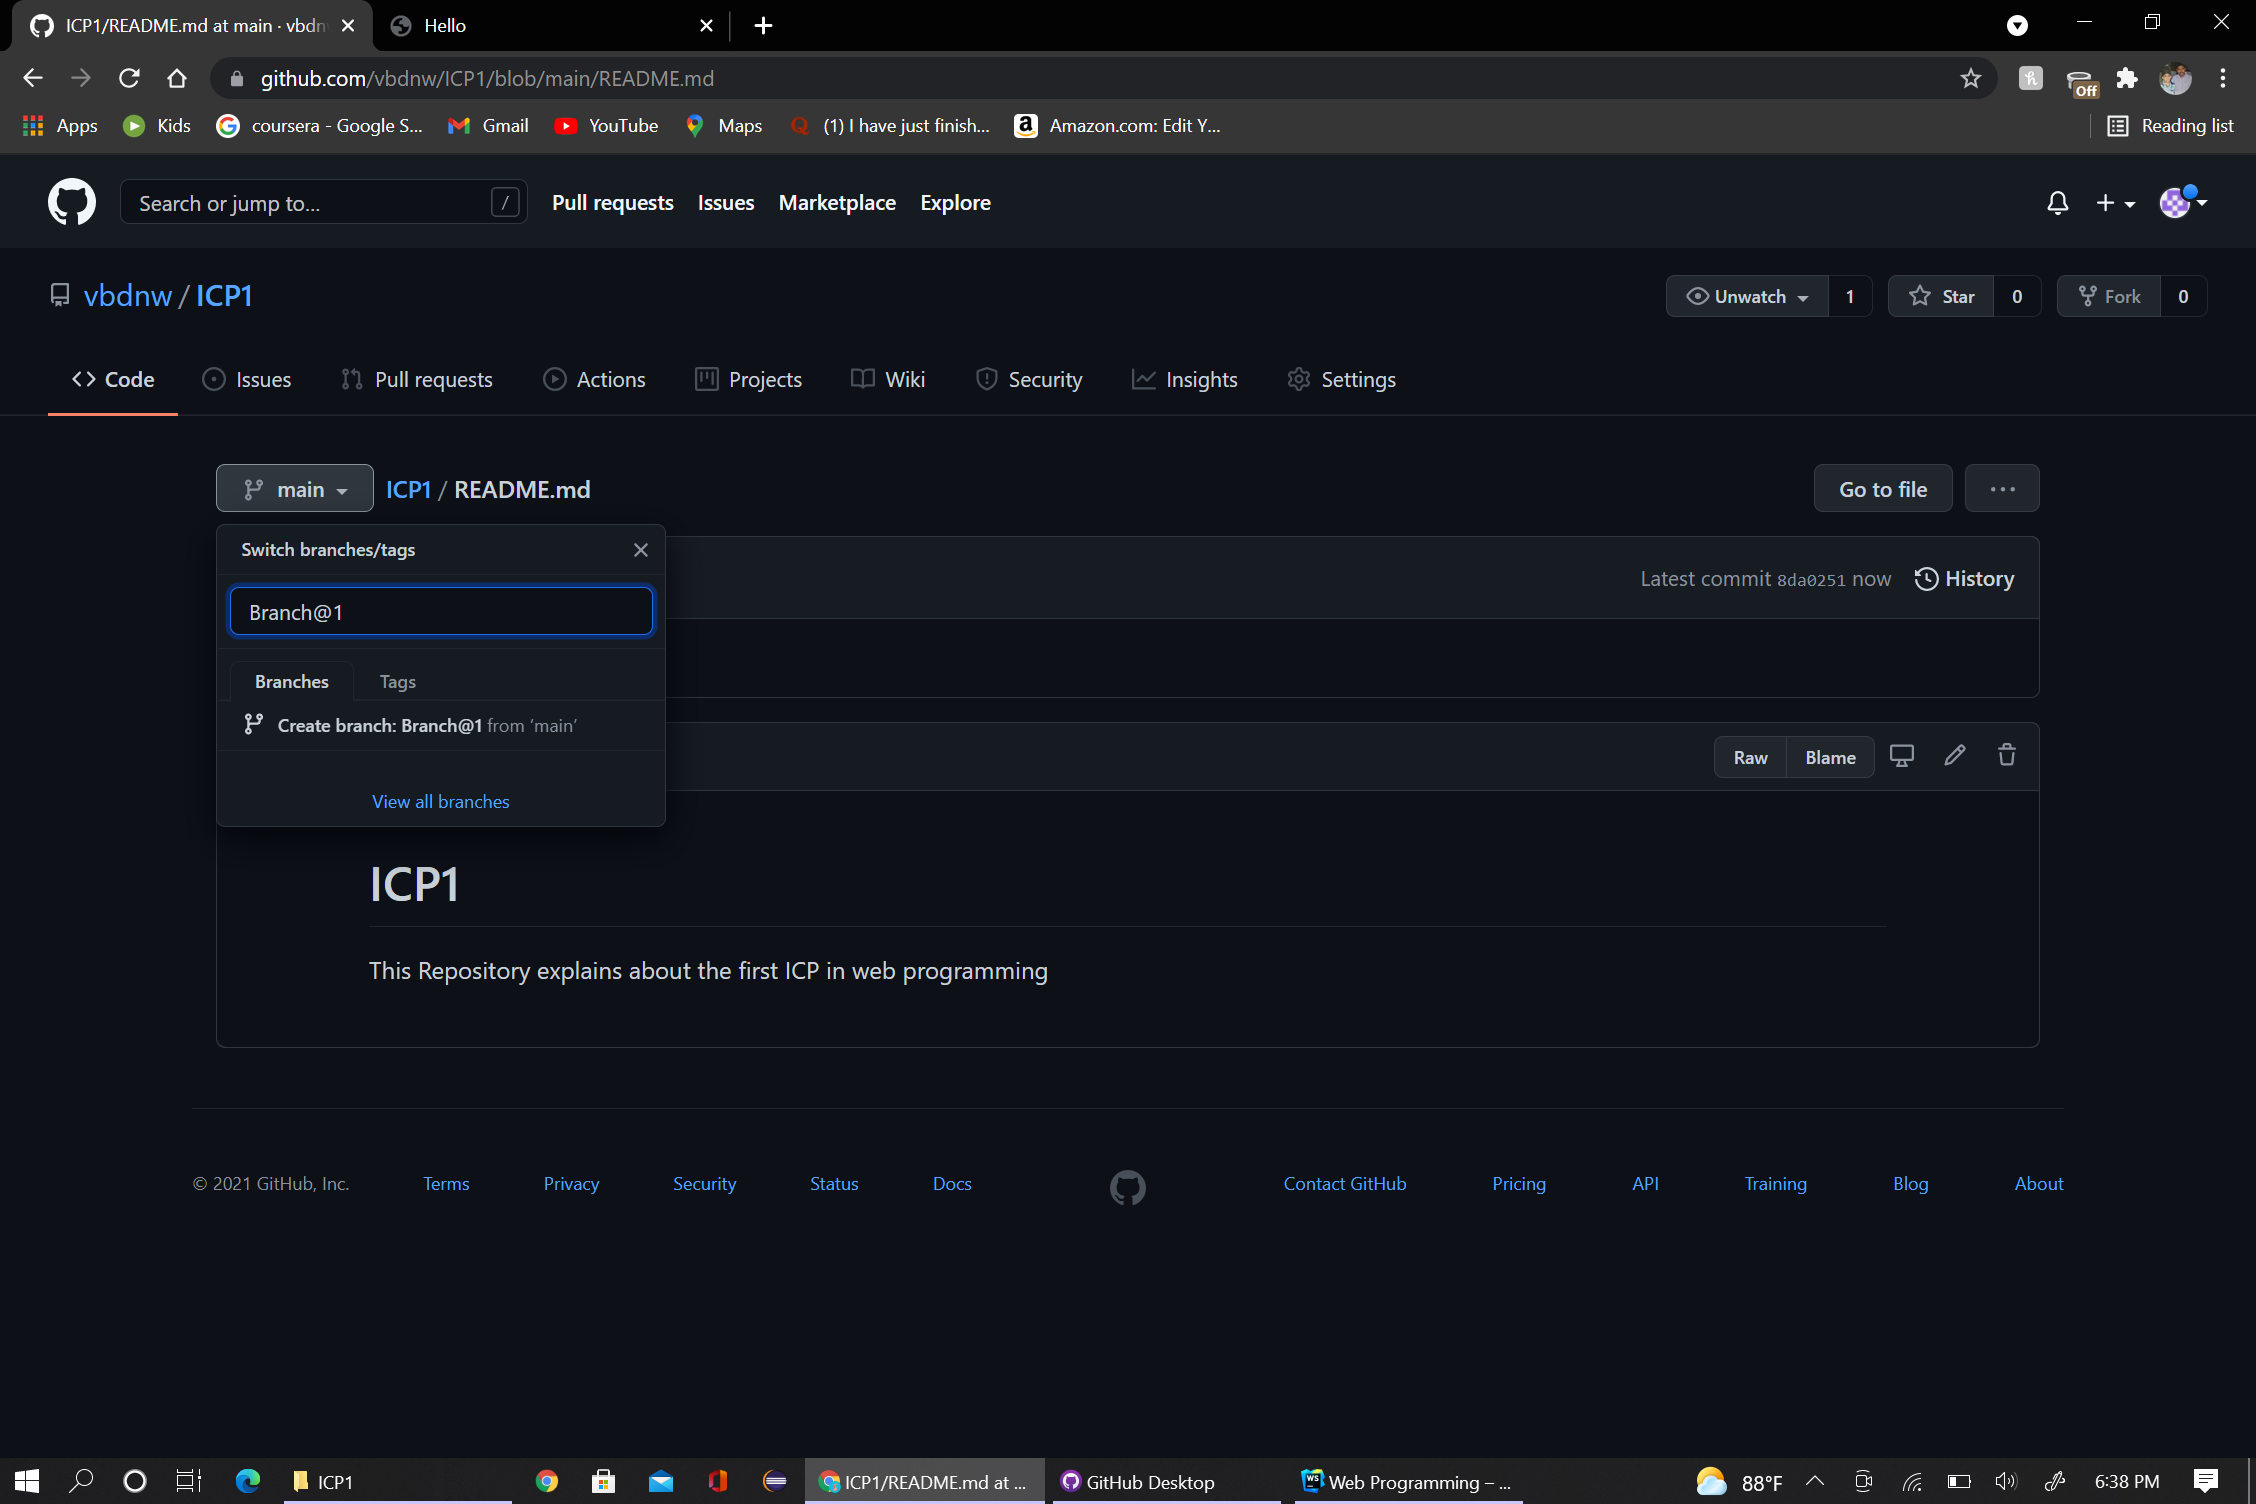 ICP1/README.md at main · vbdn
Hello
github.com/vbdnw/ICP1/blob/main/README.md
Off
Apps
Kids
coursera - Google S...
Gmail
YouTube
Maps
(1) I have just finish...
Amazon.com: Edit Y...
Reading list
Search or jump to...
/
Pull requests
Issues
Marketplace
Explore
vbdnw / ICP1
Unwatch 1
Star 0
Fork 0
Code
Issues
Pull requests
Actions
Projects
Wiki
Security
Insights
Settings
main
ICP1 / README.md
Go to file
Switch branches/tags
Latest commit 8da0251 now
History
Branch@1
Branches
Tags
Create branch: Branch@1 from ‘main’
Raw
Blame
View all branches
ICP1
This Repository explains about the first ICP in web programming
© 2021 GitHub, Inc.
Terms
Privacy
Security
Status
Docs
Contact GitHub
Pricing
API
Training
Blog
About
ICP1
ICP1/README.md at ...
GitHub Desktop
WS
Web Programming – ...
88°F
6:38 PM